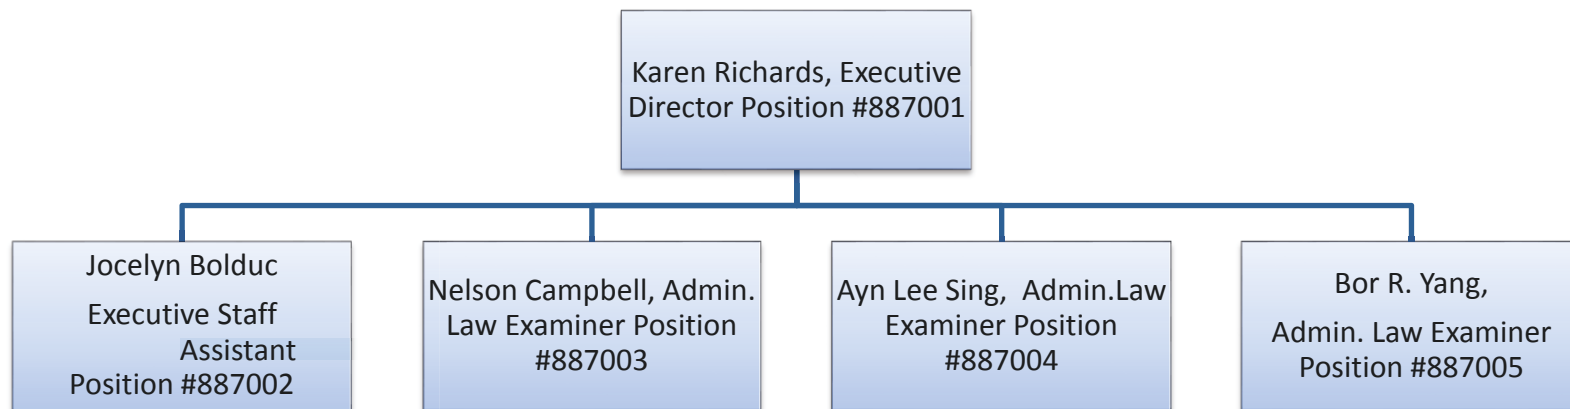 Karen Richards, Executive
Director Position #887001
Jocelyn Bolduc
Executive Staff
Assistant
Position #887002
Nelson Campbell, Admin.
Law Examiner Position
#887003
Ayn Lee Sing,  Admin.Law
Examiner Position
#887004
Bor R. Yang,
Admin. Law Examiner
Position #887005